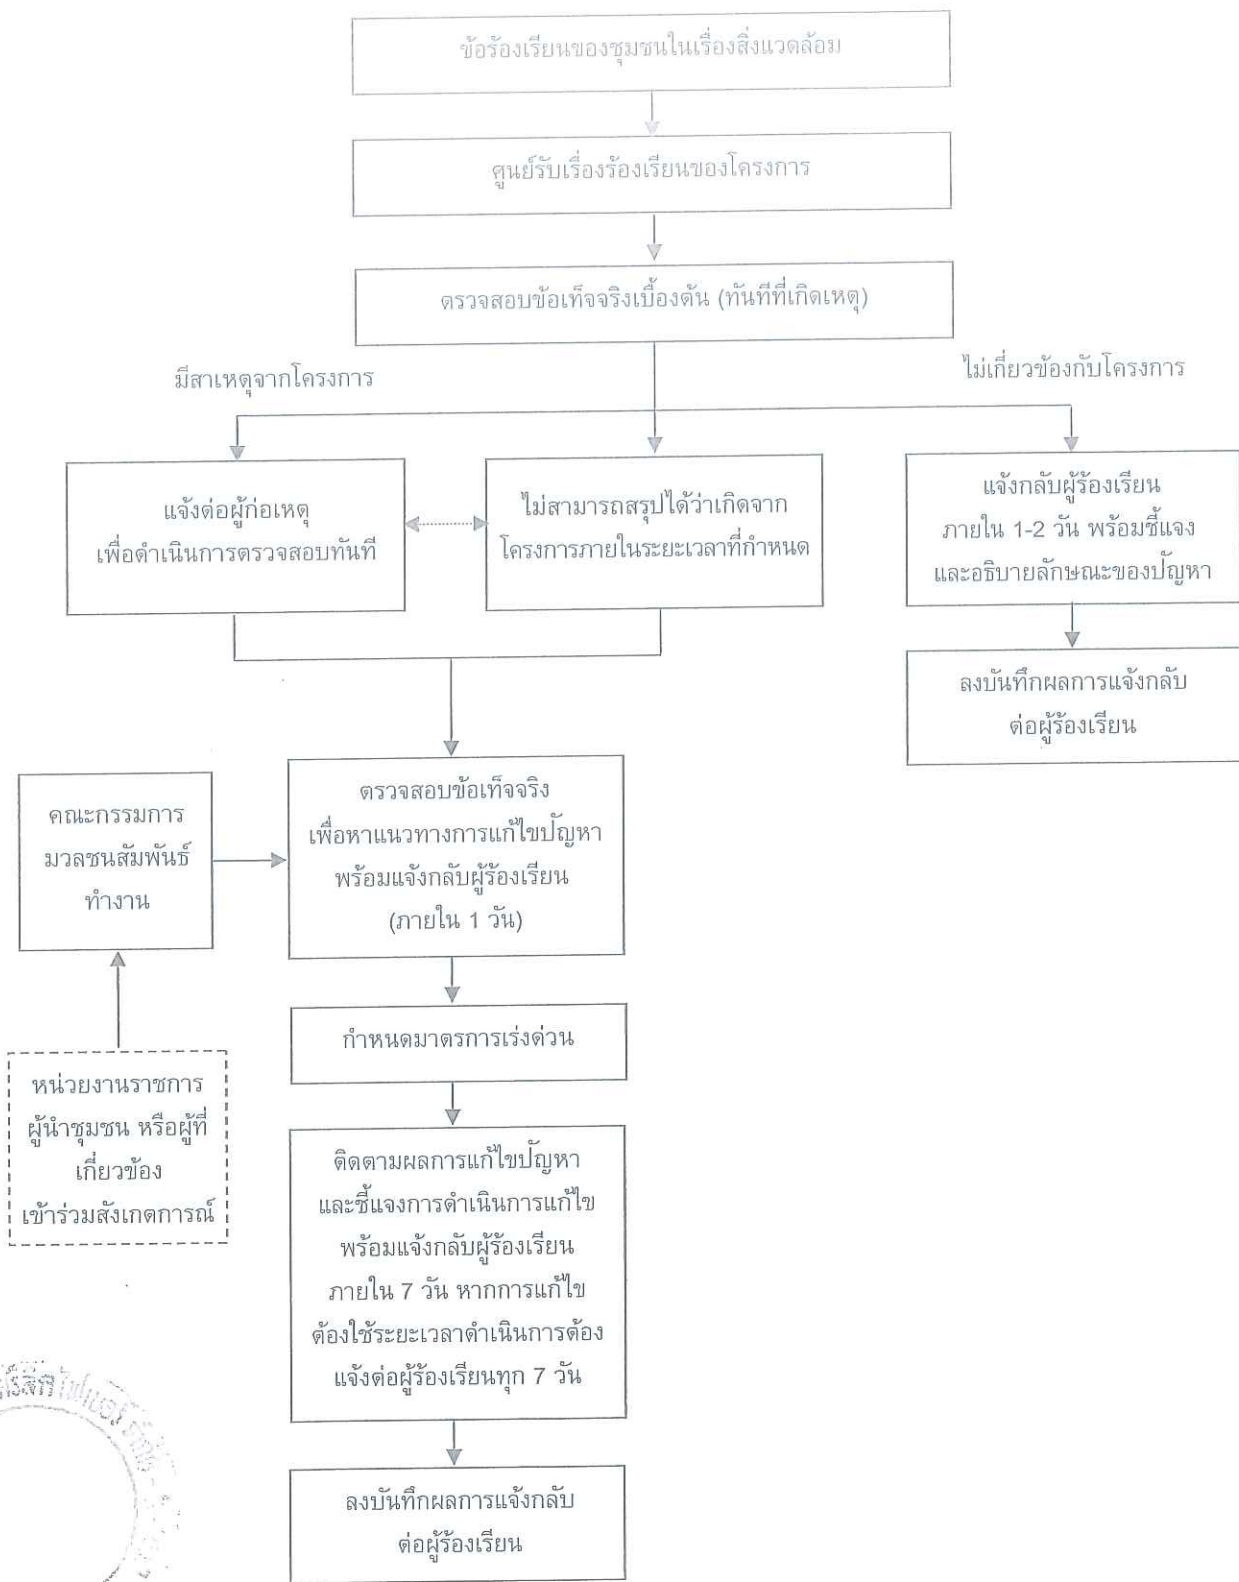 ข้อร้องเรียนของชุมชนในเรื่องสิ่งแวดล้อม
ศูนย์รับเรื่องร้องเรียนของโครงการ
ตรวจสอบข้อเท็จจริงเบื้องต้น (ทันทีที่เกิดเหตุ)
มีสาเหตุจากโครงการ
ไม่เกี่ยวข้องกับโครงการ
แจ้งต่อผู้ก่อเหตุ
เพื่อดำเนินการตรวจสอบทันที
ไม่สามารถสรุปได้ว่าเกิดจาก
โครงการภายในระยะเวลาที่กำหนด
แจ้งกลับผู้ร้องเรียน
ภายใน 1-2 วัน พร้อมชี้แจง
และอธิบายลักษณะของปัญหา
ลงบันทึกผลการแจ้งกลับ
ต่อผู้ร้องเรียน
คณะกรรมการ
มวลชนสัมพันธ์
ทำงาน
ตรวจสอบข้อเท็จจริง
เพื่อหาแนวทางการแก้ไขปัญหา
พร้อมแจ้งกลับผู้ร้องเรียน
(ภายใน 1 วัน)
กำหนดมาตรการเร่งด่วน
หน่วยงานราชการ
ผู้นำชุมชน หรือผู้ที่
เกี่ยวข้อง
เข้าร่วมสังเกตการณ์
ติดตามผลการแก้ไขปัญหา
และชี้แจงการดำเนินการแก้ไข
พร้อมแจ้งกลับผู้ร้องเรียน
ภายใน 7 วัน หากการแก้ไข
ต้องใช้ระยะเวลาดำเนินการต้อง
แจ้งต่อผู้ร้องเรียนทุก 7 วัน
ลงบันทึกผลการแจ้งกลับ
ต่อผู้ร้องเรียน